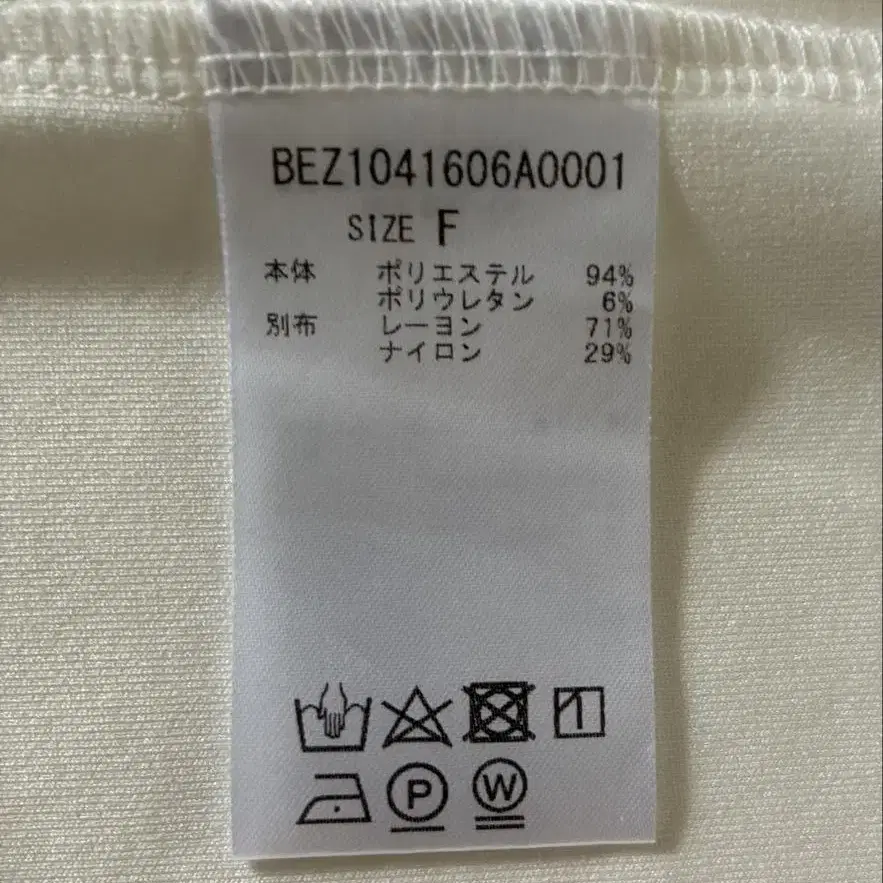 BEZ1041606A0001
SIZE F
本体 ポリエステル 94%
ポリウレタン 6%
別布 レーヨン 71%
ナイロン 29%
P W